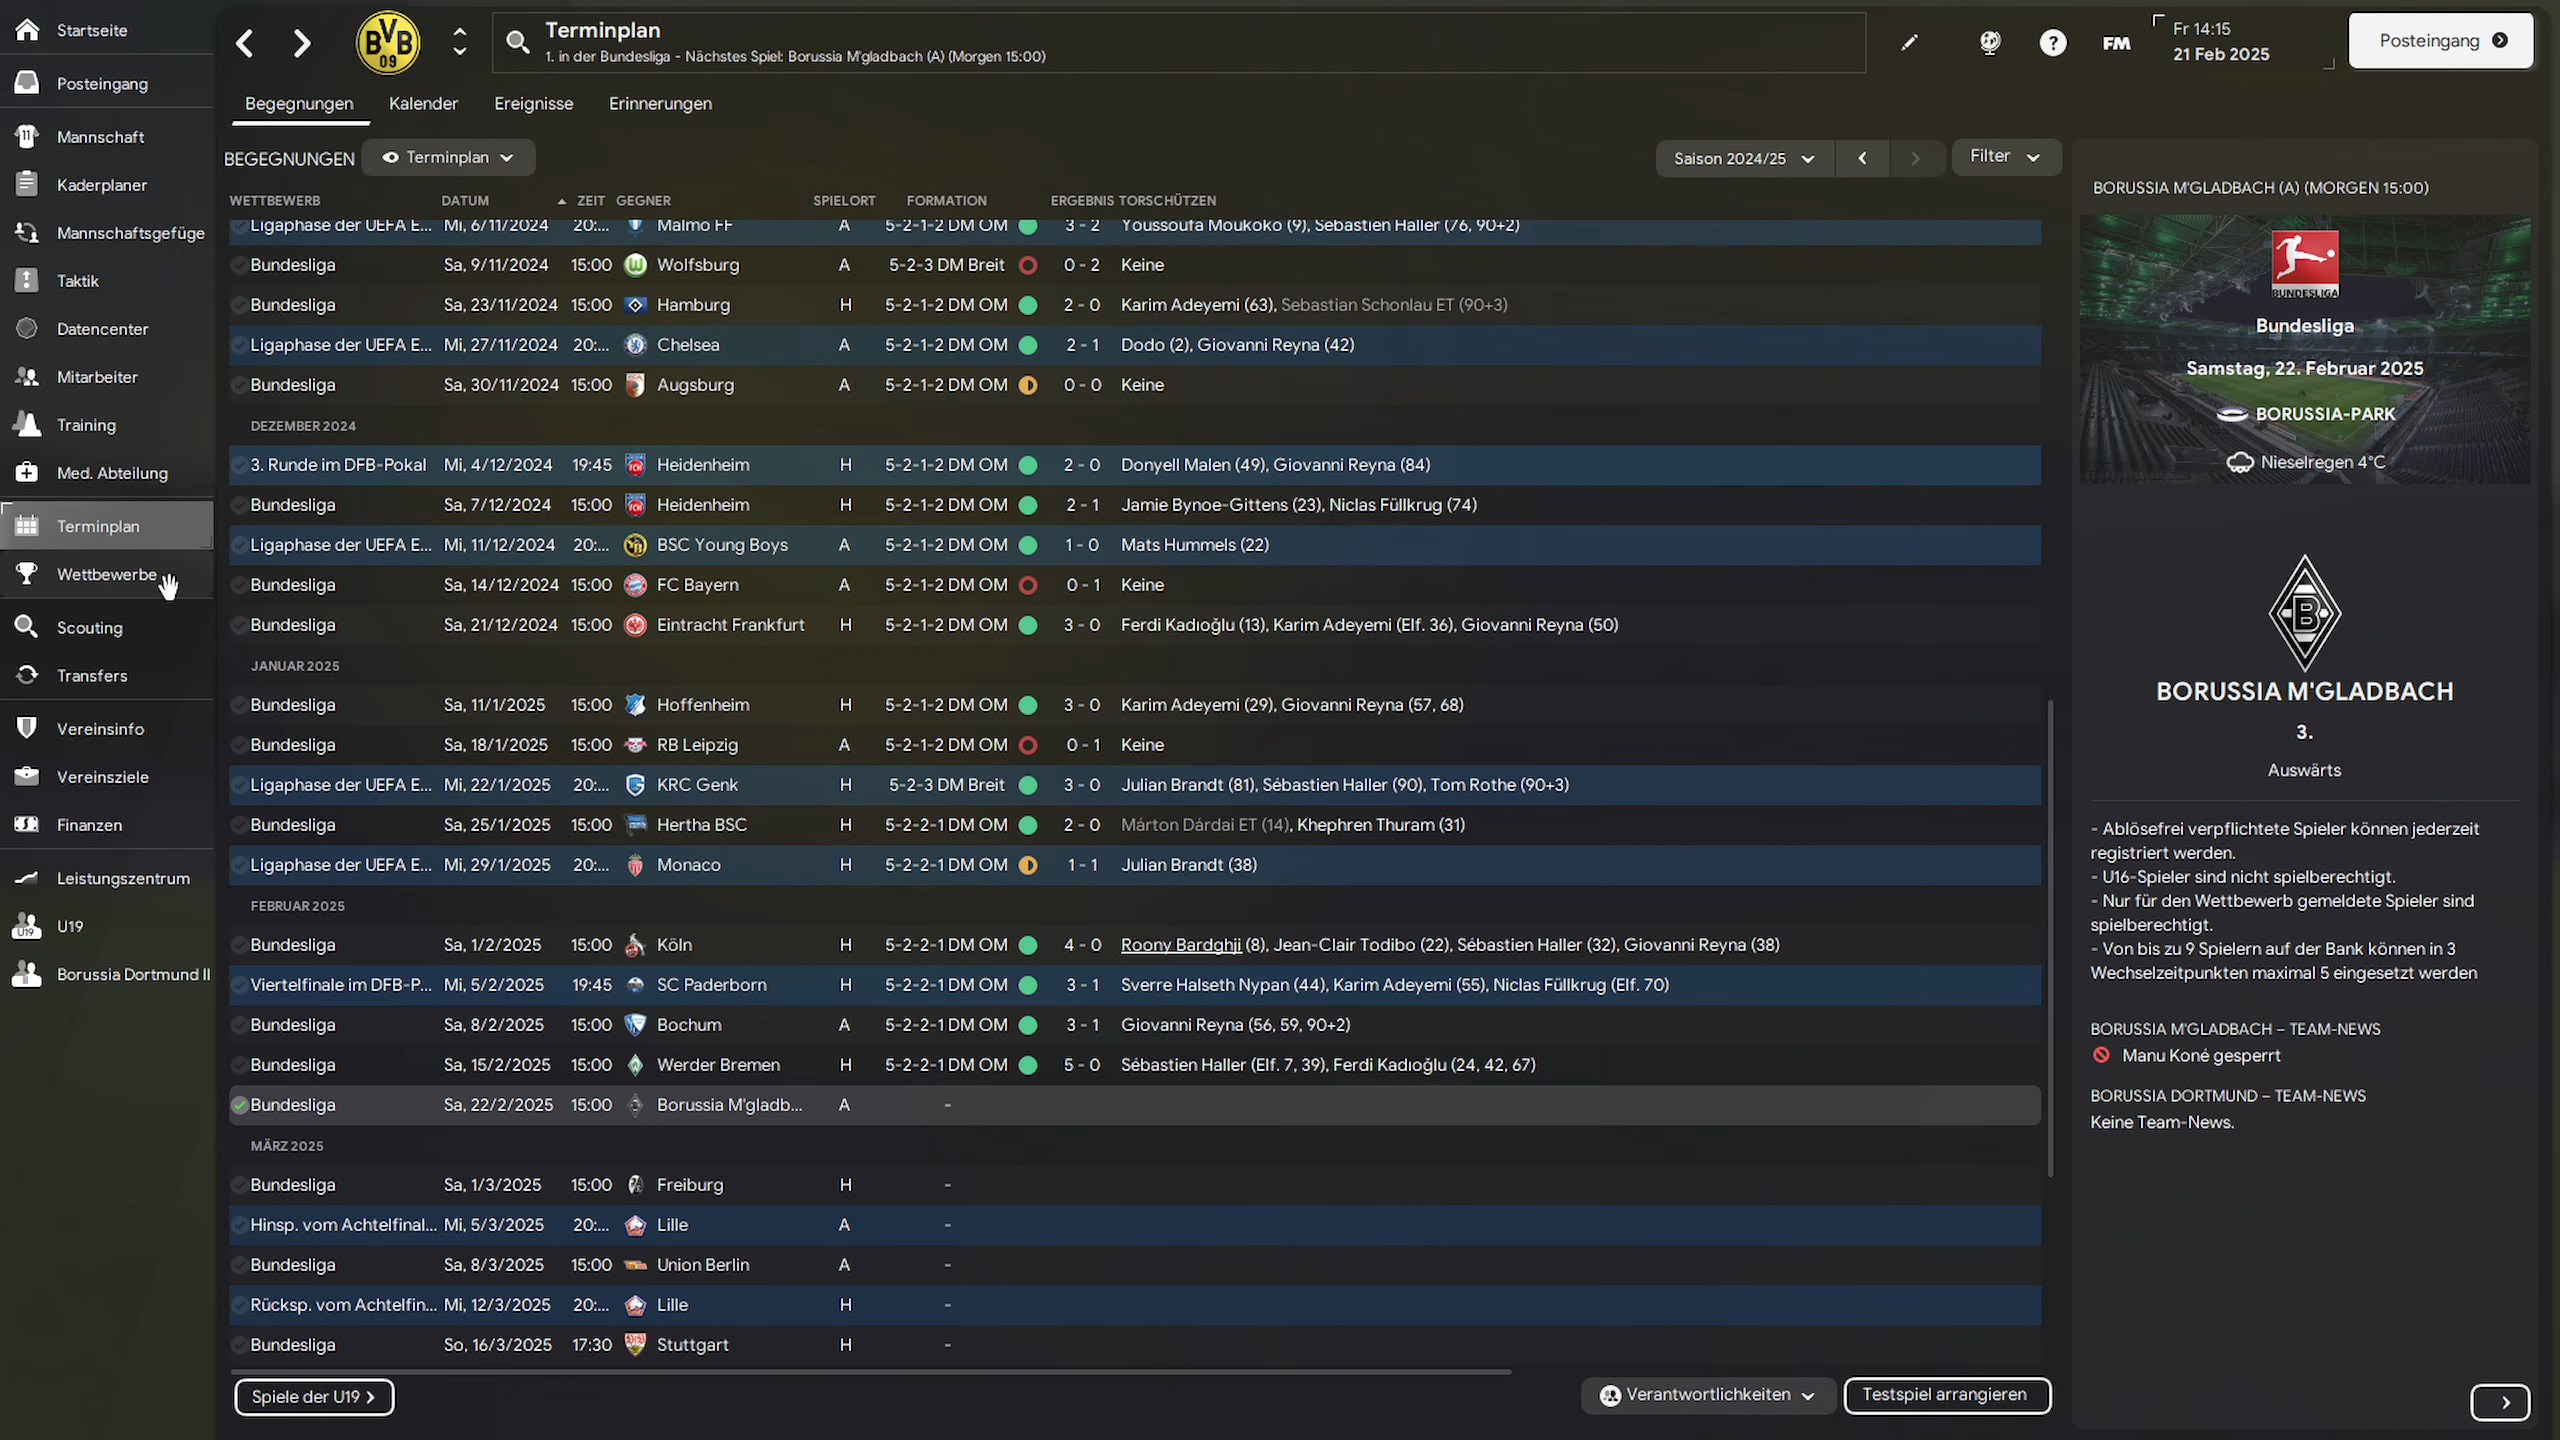 Startseite
Posteingang
Mannschaft
Kaderplaner
Mannschaftsgefüge
Taktik
Datencenter
Mitarbeiter
Training
Med. Abteilung
Terminplan
Wettbewerbe
Scouting
Transfers
Vereinsinfo
Vereinsziele
Finanzen
Leistungszentrum
U19
Borussia Dortmund II
BVB 09
Terminplan
1. in der Bundesliga - Nächstes Spiel: Borussia M'gladbach (A) (Morgen 15:00)
FM
Fr 14:15
21 Feb 2025
Posteingang
Begegnungen Kalender Ereignisse Erinnerungen
BEGEGNUNGEN Terminplan Saison 2024/25 Filter
WETTBEWERB DATUM ZEIT GEGNER SPIELORT FORMATION ERGEBNIS TORSCHÜTZEN
Ligaphase der UEFA E... Mi, 6/11/2024 20:... Malmö FF A 5-2-1-2 DM OM 3 - 2 Youssoufa Moukoko (9), Sébastien Haller (76, 90+2)
Bundesliga Sa, 9/11/2024 15:00 Wolfsburg A 5-2-3 DM Breit 0 - 2 Keine
Bundesliga Sa, 23/11/2024 15:00 Hamburg H 5-2-1-2 DM OM 2 - 0 Karim Adeyemi (63), Sebastian Schonlau ET (90+3)
Ligaphase der UEFA E... Mi, 27/11/2024 20:... Chelsea A 5-2-1-2 DM OM 2 - 1 Dodo (2), Giovanni Reyna (42)
Bundesliga Sa, 30/11/2024 15:00 Augsburg A 5-2-1-2 DM OM 0 - 0 Keine
DEZEMBER 2024
3. Runde im DFB-Pokal Mi, 4/12/2024 19:45 Heidenheim H 5-2-1-2 DM OM 2 - 0 Donyell Malen (49), Giovanni Reyna (84)
Bundesliga Sa, 7/12/2024 15:00 Heidenheim H 5-2-1-2 DM OM 2 - 1 Jamie Bynoe-Gittens (23), Niclas Füllkrug (74)
Ligaphase der UEFA E... Mi, 11/12/2024 20:... BSC Young Boys A 5-2-1-2 DM OM 1 - 0 Mats Hummels (22)
Bundesliga Sa, 14/12/2024 15:00 FC Bayern A 5-2-1-2 DM OM 0 - 1 Keine
Bundesliga Sa, 21/12/2024 15:00 Eintracht Frankfurt H 5-2-1-2 DM OM 3 - 0 Ferdi Kadıoğlu (13), Karim Adeyemi (Elf. 36), Giovanni Reyna (50)
JANUAR 2025
Bundesliga Sa, 11/1/2025 15:00 Hoffenheim H 5-2-1-2 DM OM 3 - 0 Karim Adeyemi (29), Giovanni Reyna (57, 68)
Bundesliga Sa, 18/1/2025 15:00 RB Leipzig A 5-2-1-2 DM OM 0 - 1 Keine
Ligaphase der UEFA E... Mi, 22/1/2025 20:... KRC Genk H 5-2-3 DM Breit 3 - 0 Julian Brandt (81), Sébastien Haller (90), Tom Rothe (90+3)
Bundesliga Sa, 25/1/2025 15:00 Hertha BSC H 5-2-2-1 DM OM 2 - 0 Márton Dárdai ET (14), Khephren Thuram (31)
Ligaphase der UEFA E... Mi, 29/1/2025 20:... Monaco H 5-2-2-1 DM OM 1 - 1 Julian Brandt (38)
FEBRUAR 2025
Bundesliga Sa, 1/2/2025 15:00 Köln H 5-2-2-1 DM OM 4 - 0 Roony Bardghji (8), Jean-Clair Todibo (22), Sébastien Haller (32), Giovanni Reyna (38)
Viertelfinale im DFB-P... Mi, 5/2/2025 19:45 SC Paderborn H 5-2-2-1 DM OM 3 - 1 Sverre Halseth Nypan (44), Karim Adeyemi (55), Niclas Füllkrug (Elf. 70)
Bundesliga Sa, 8/2/2025 15:00 Bochum A 5-2-2-1 DM OM 3 - 1 Giovanni Reyna (56, 59, 90+2)
Bundesliga Sa, 15/2/2025 15:00 Werder Bremen H 5-2-2-1 DM OM 5 - 0 Sébastien Haller (Elf. 7, 39), Ferdi Kadıoğlu (24, 42, 67)
Bundesliga Sa, 22/2/2025 15:00 Borussia M'gladb... A -
MÄRZ 2025
Bundesliga Sa, 1/3/2025 15:00 Freiburg H -
Hinsp. vom Achtelfinal... Mi, 5/3/2025 20:... Lille A -
Bundesliga Sa, 8/3/2025 15:00 Union Berlin A -
Rücksp. vom Achtelfin... Mi, 12/3/2025 20:... Lille H -
Bundesliga So, 16/3/2025 17:30 Stuttgart H -
Spiele der U19 Verantwortlichkeiten Testspiel arrangieren
BORUSSIA M'GLADBACH (A) (MORGEN 15:00)
BUNDESLIGA
Bundesliga
Samstag, 22. Februar 2025
BORUSSIA-PARK
Nieselregen 4°C
B
BORUSSIA M'GLADBACH
3.
Auswärts
- Ablösefrei verpflichtete Spieler können jederzeit
registriert werden.
- U16-Spieler sind nicht spielberechtigt.
- Nur für den Wettbewerb gemeldete Spieler sind
spielberechtigt.
- Von bis zu 9 Spielern auf der Bank können in 3
Wechselzeitpunkten maximal 5 eingesetzt werden
BORUSSIA M'GLADBACH – TEAM-NEWS
Manu Koné gesperrt
BORUSSIA DORTMUND – TEAM-NEWS
Keine Team-News.